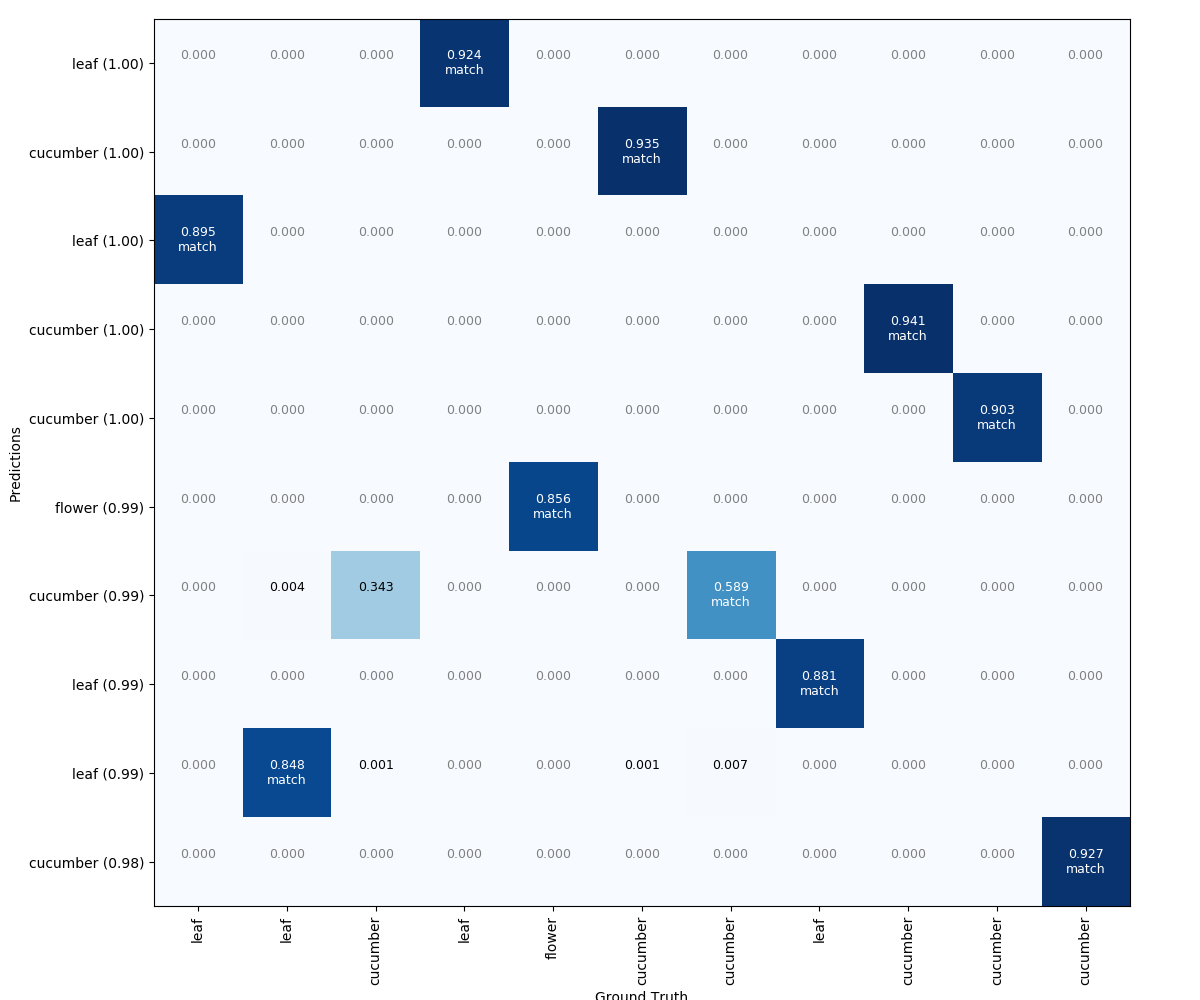 leaf (1.00) 0.000 0.000 0.000 0.924 0.000 0.000 0.000 0.000 0.000 0.000 0.000
match
cucumber (1.00) 0.000 0.000 0.000 0.000 0.000 0.935 0.000 0.000 0.000 0.000 0.000
match
leaf (1.00) 0.895 0.000 0.000 0.000 0.000 0.000 0.000 0.000 0.000 0.000 0.000
match
cucumber (1.00) 0.000 0.000 0.000 0.000 0.000 0.000 0.000 0.000 0.941 0.000 0.000
match
cucumber (1.00) 0.000 0.000 0.000 0.000 0.000 0.000 0.000 0.000 0.000 0.903 0.000
match
Predictions
flower (0.99) 0.000 0.000 0.000 0.000 0.856 0.000 0.000 0.000 0.000 0.000 0.000
match
cucumber (0.99) 0.000 0.004 0.343 0.000 0.000 0.000 0.589 0.000 0.000 0.000 0.000
match
leaf (0.99) 0.000 0.000 0.000 0.000 0.000 0.000 0.000 0.881 0.000 0.000 0.000
match
leaf (0.99) 0.000 0.848 0.001 0.000 0.000 0.001 0.007 0.000 0.000 0.000 0.000
match
cucumber (0.98) 0.000 0.000 0.000 0.000 0.000 0.000 0.000 0.000 0.000 0.000 0.927
match
leaf leaf cucumber leaf flower cucumber cucumber leaf cucumber cucumber cucumber
Ground Truth